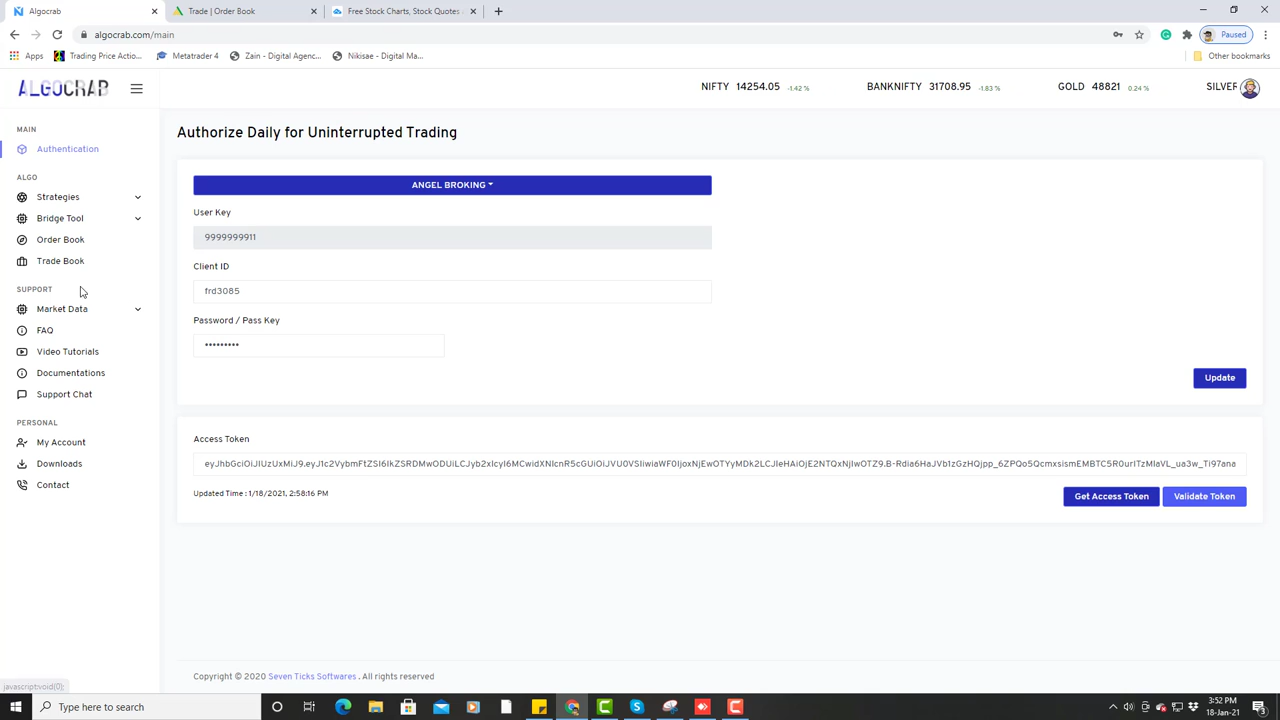 Algocrab
Trade | Order Book
Free Stock Charts, Stock Quotes
algocrab.com/main
Paused
Apps
Trading Price Actio...
Metatrader 4
Zain - Digital Agenc...
Nikisae - Digital Ma...
Other bookmarks
ALGOCRAB
NIFTY 14254.05 -1.42 %
BANKNIFTY 31708.95 -1.83 %
GOLD 48821 0.24 %
SILVER
MAIN
Authentication
ALGO
Strategies
Bridge Tool
Order Book
Trade Book
SUPPORT
Market Data
FAQ
Video Tutorials
Documentations
Support Chat
PERSONAL
My Account
Downloads
Contact
Authorize Daily for Uninterrupted Trading
ANGEL BROKING
User Key
9999999911
Client ID
frd3085
Password / Pass Key
•••••••••
Update
Access Token
Updated Time : 1/18/2021, 2:58:16 PM
Get Access Token
Validate Token
Copyright © 2020 Seven Ticks Softwares . All rights reserved
javascript:void(0);
Type here to search
3:52 PM
18-Jan-21